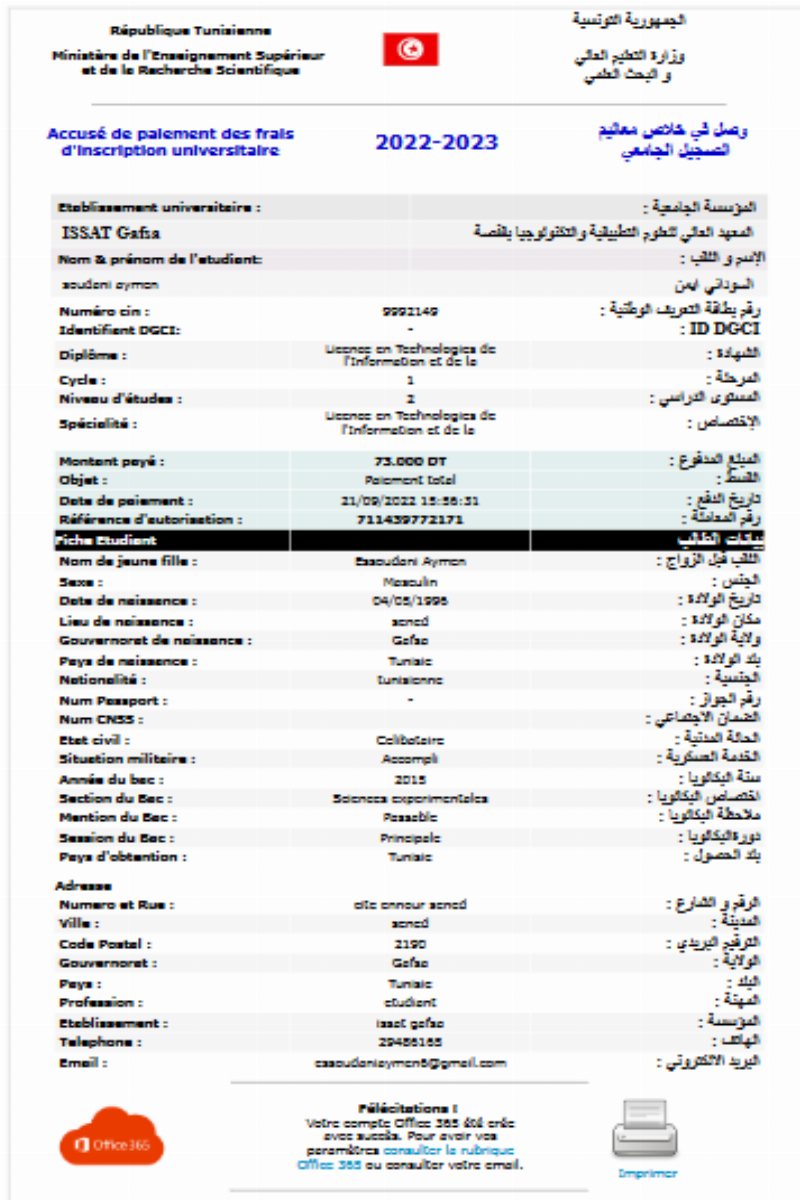 République Tunisienne
الجمهورية التونسية
Ministère de l'Enseignement Supérieur
et de la Recherche Scientifique
وزارة التعليم العالي
و البحث العلمي
Accusé de paiement des frais
d'inscription universitaire
2022-2023
وصل في خلاص معاليم
التسجيل الجامعي
Etablissement universitaire : المؤسسة الجامعية :
ISSAT Gafsa المعهد العالي للعلوم التطبيقية و التكنولوجيا بقفصة
Nom & prénom de l'etudiant: الإسم و اللقب :
soudani aymen السوداني ايمن
Numéro cin : 9992149 رقم بطاقة التعريف الوطنية :
Identifiant DGCI: - ID DGCI :
Diplôme : Licence en Technologies de l'Information et de la الشهادة :
Cycle : 1 المرحلة :
Niveau d'études : 2 المستوى الدراسي :
Spécialité : Licence en Technologies de l'Information et de la الإختصاص :
Montant payé : 73.000 DT المبلغ المدفوع :
Objet : Paiement total القسط :
Date de paiement : 21/09/2022 15:56:31 تاريخ الدفع :
Référence d'autorisation : 711439772171 رقم المعاملة :
Fiche Etudiant بيانات الطالب
Nom de jeune fille : Essoudani Aymen اللقب قبل الزواج :
Sexe : Masculin الجنس :
Date de naissance : 04/05/1996 تاريخ الولادة :
Lieu de naissance : sened مكان الولادة :
Gouvernorat de naissance : Gafsa ولاية الولادة :
Pays de naissance : Tunisie بلد الولادة :
Nationalité : tunisienne الجنسية :
Num Passport : - رقم الجواز :
Num CNSS : الضمان الاجتماعي :
Etat civil : Celibataire الحالة المدنية :
Situation militaire : Accompli الخدمة العسكرية :
Année du bac : 2015 سنة البكالويا :
Section du Bac : Sciences experimentales اختصاص البكالويا :
Mention du Bac : Passable ملاحظة البكالويا :
Session du Bac : Principale دورةالبكالويا :
Pays d'obtention : Tunisie بلد الحصول :
Adresse
Numero et Rue : cite ennour sened الرقم و الشارع :
Ville : sened المدينة :
Code Postal : 2190 الترقيم البريدي :
Gouvernorat : Gafsa الولاية :
Pays : Tunisie البلد :
Profession : etudiant المهنة :
Etablissement : issat gafsa المؤسسة :
Telephone : 29486168 الهاتف :
Email : essoudaniaymen6@gmail.com البريد الالكتروني :
Félécitations !
Votre compte Office 365 été crée
avec succès. Pour avoir vos
paramètres consulter la rubrique
Office 365 ou consulter votre email.
Office 365
Imprimer